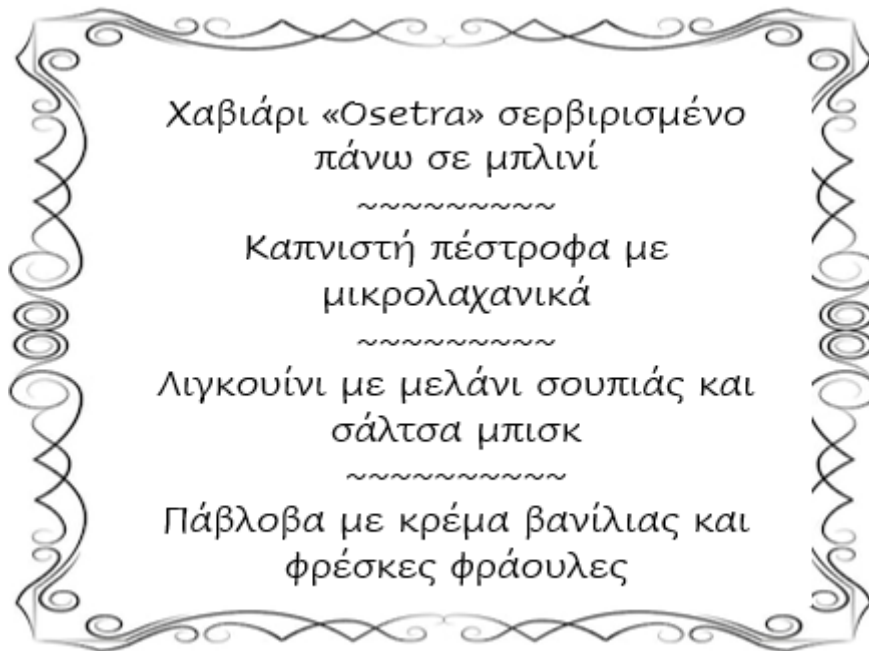 Χαβιάρι «Osetra» σερβιρισμένο
πάνω σε μπλινί
~~~~~~~~~
Καπνιστή πέστροφα με
μικρολαχανικά
~~~~~~~~~
Λιγκουίνι με μελάνι σουπιάς και
σάλτσα μπισκ
~~~~~~~~~~
Πάβλοβα με κρέμα βανίλιας και
φρέσκες φράουλες